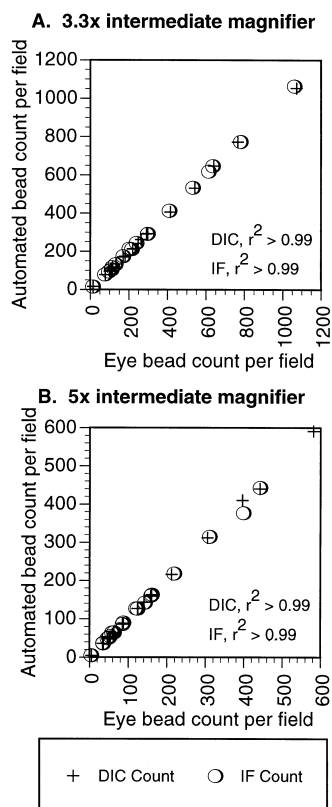 A. 3.3x intermediate magnifier
Automated bead count per field
1200
1000
800
600
400
200
0
DIC, r² > 0.99
IF, r² > 0.99
0 200 400 600 800 1000 1200
Eye bead count per field
B. 5x intermediate magnifier
Automated bead count per field
600
500
400
300
200
100
0
DIC, r² > 0.99
IF, r² > 0.99
0 100 200 300 400 500 600
Eye bead count per field
+ DIC Count O IF Count